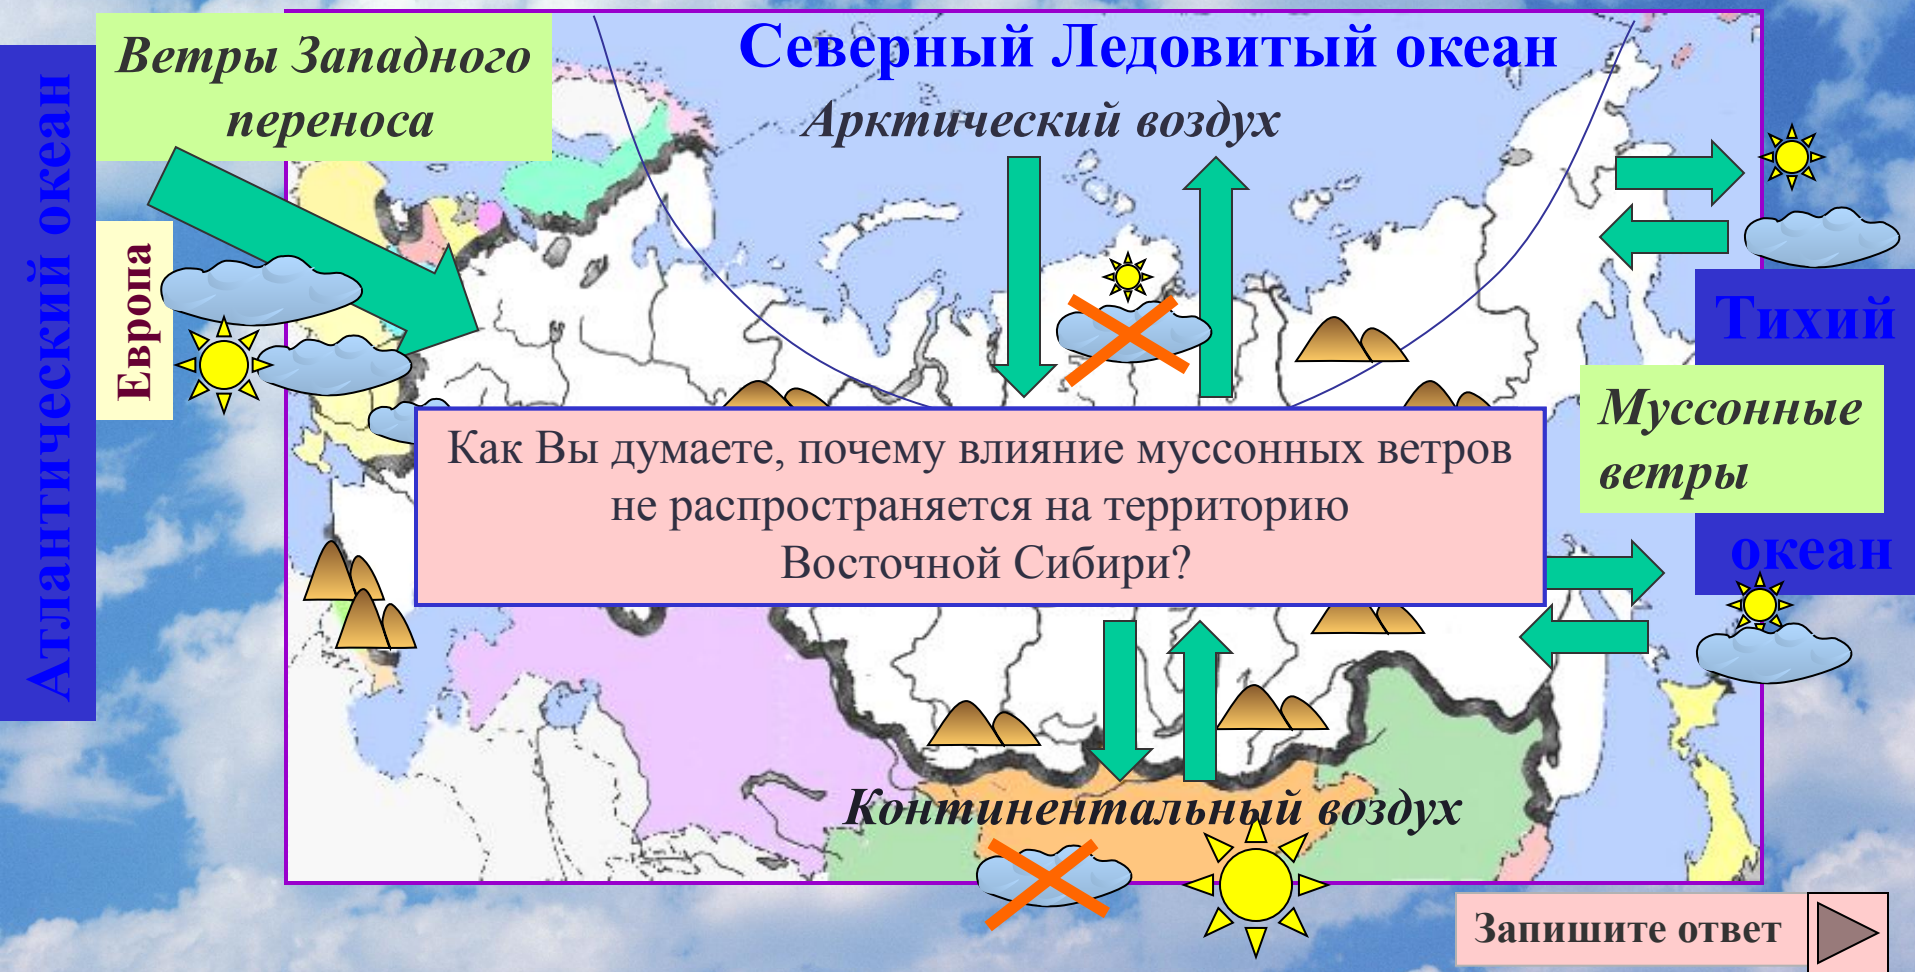 Ветры Западного
переноса
Северный Ледовитый океан
Арктический воздух
Атлантический океан
Европа
Тихий
Муссонные
ветры
океан
Как Вы думаете, почему влияние муссонных ветров
не распространяется на территорию
Восточной Сибири?
Континентальный воздух
Запишите ответ